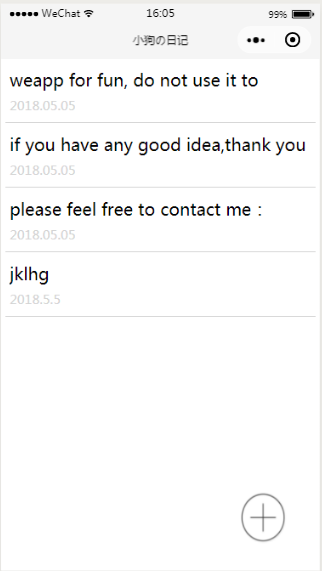 WeChat 16:05 99%
小狗の日记
weapp for fun, do not use it to
2018.05.05
if you have any good idea,thank you
2018.05.05
please feel free to contact me：
2018.05.05
jklhg
2018.5.5